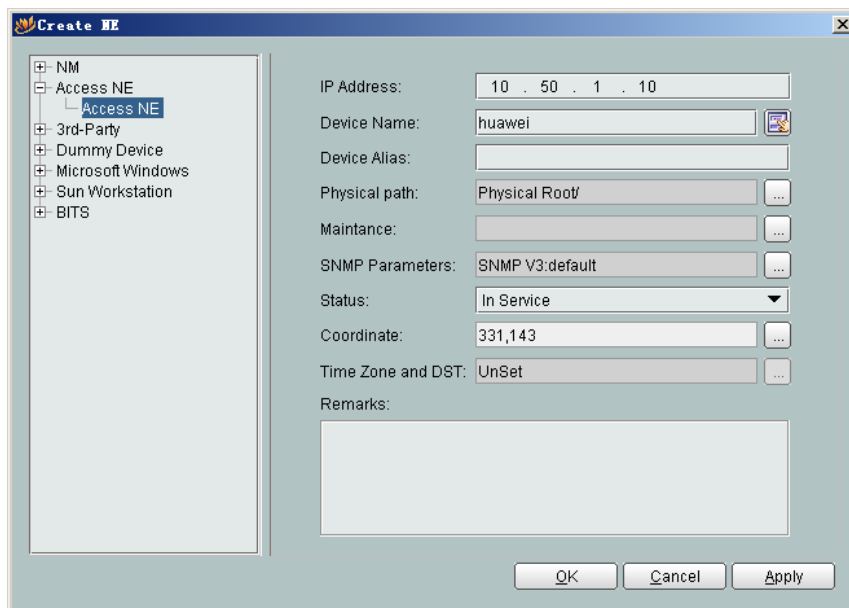 Create NE
NM
Access NE
Access NE
3rd-Party
Dummy Device
Microsoft Windows
Sun Workstation
BITS
IP Address: 10 . 50 . 1 . 10
Device Name: huawei
Device Alias:
Physical path: Physical Root/ ...
Maintance: ...
SNMP Parameters: SNMP V3:default ...
Status: In Service
Coordinate: 331,143 ...
Time Zone and DST: UnSet ...
Remarks:
OK Cancel Apply